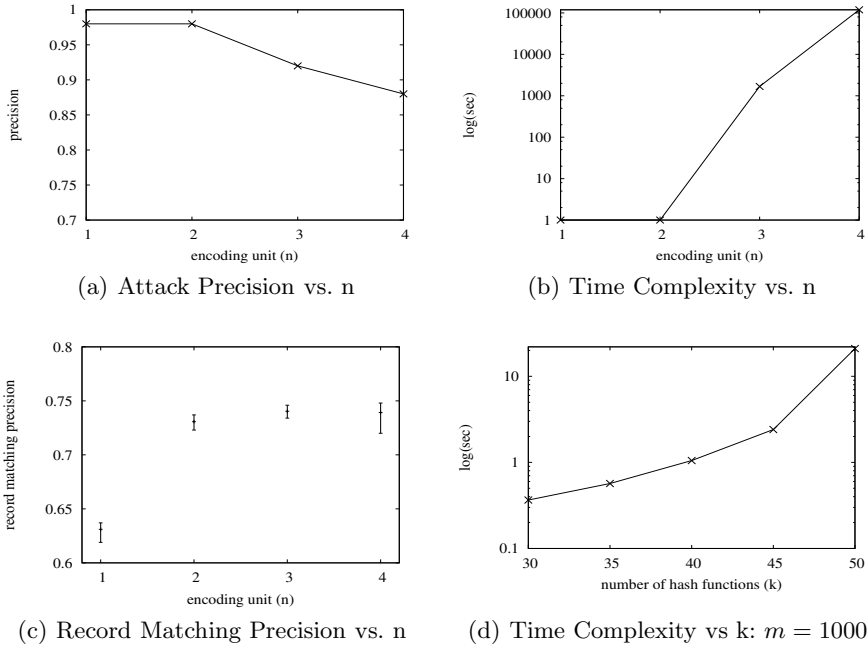 1
0.95
0.9
0.85
0.8
0.75
0.7
precision
1 2 3 4
encoding unit (n)
(a) Attack Precision vs. n
100000
10000
1000
100
10
1
log(sec)
1 2 3 4
encoding unit (n)
(b) Time Complexity vs. n
0.8
0.75
0.7
0.65
0.6
record matching precision
1 2 3 4
encoding unit (n)
(c) Record Matching Precision vs. n
10
1
0.1
log(sec)
30 35 40 45 50
number of hash functions (k)
(d) Time Complexity vs k: m = 1000